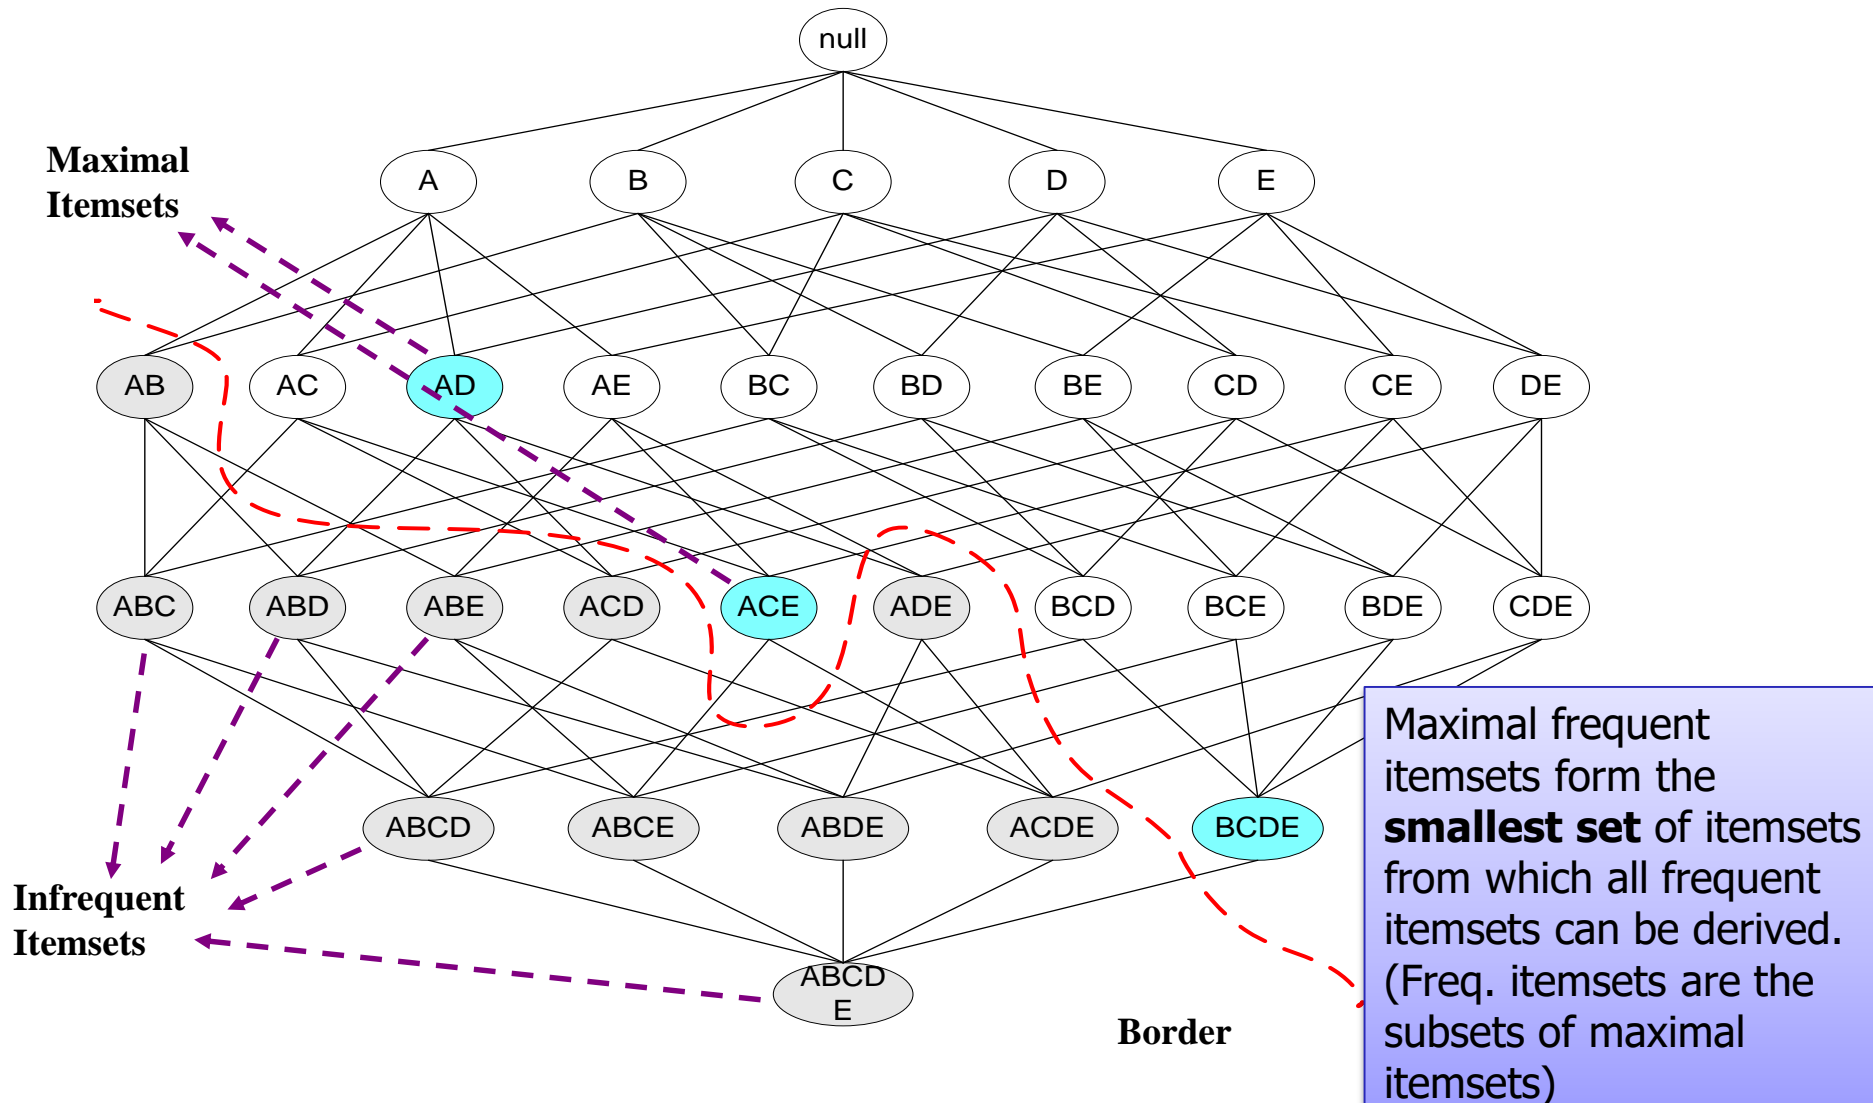 null
Maximal
Itemsets
A B C D E
AB AC AD AE BC BD BE CD CE DE
ABC ABD ABE ACD ACE ADE BCD BCE BDE CDE
ABCD ABCE ABDE ACDE BCDE
Infrequent
Itemsets
ABCD
E
Border
Maximal frequent
itemsets form the
smallest set of itemsets
from which all frequent
itemsets can be derived.
(Freq. itemsets are the
subsets of maximal
itemsets)